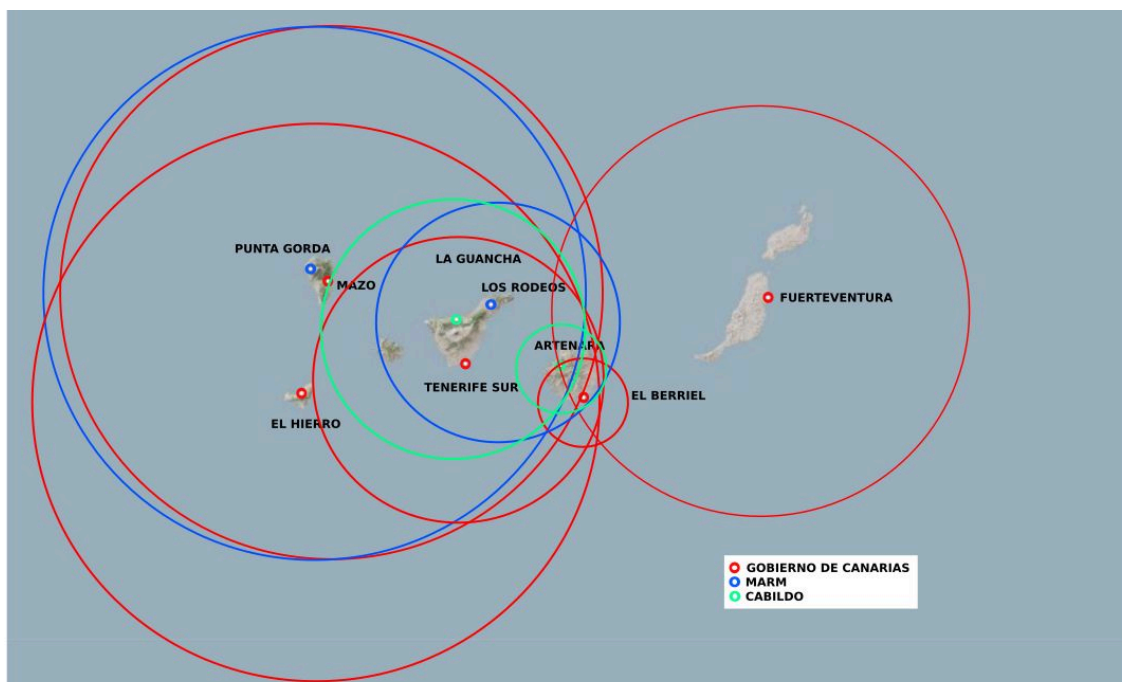 PUNTA GORDA
MAZO
LA GUANCHA
LOS RODEOS
FUERTEVENTURA
ARTENARA
TENERIFE SUR
EL BERRIEL
EL HIERRO
GOBIERNO DE CANARIAS
MARM
CABILDO